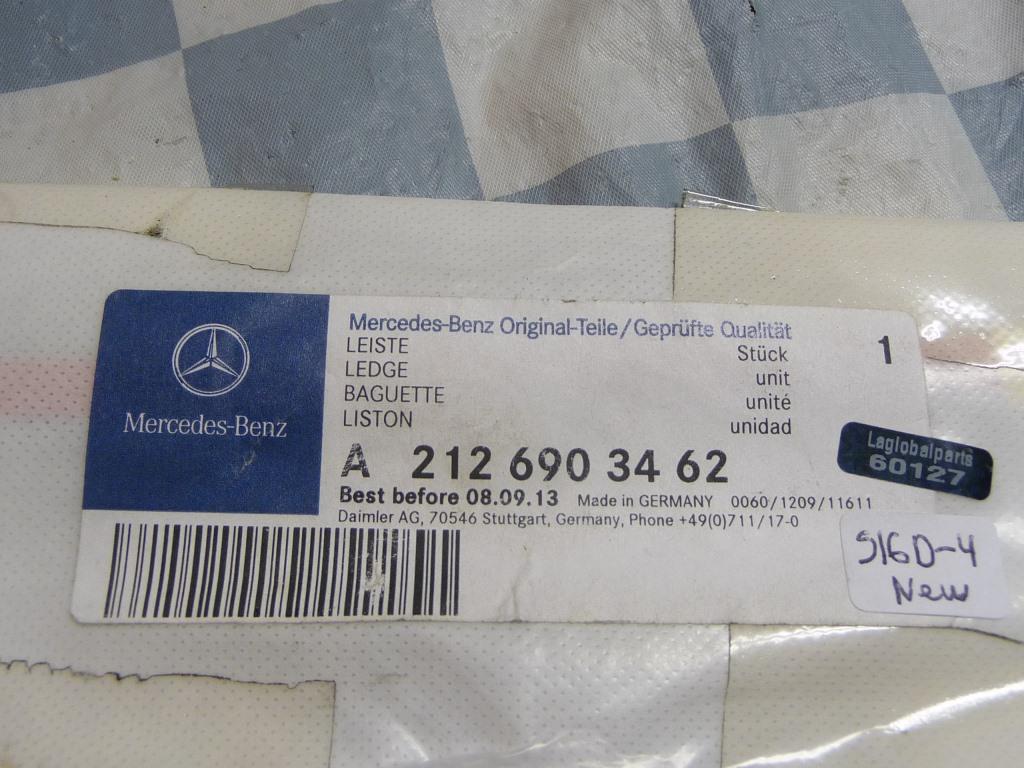 Mercedes-Benz
Mercedes-Benz Original-Teile/Geprüfte Qualität
LEISTE Stück 1
LEDGE unit
BAGUETTE unité
LISTON unidad
A 212 690 34 62
Best before 08.09.13 Made in GERMANY 0060/1209/11611
Daimler AG, 70546 Stuttgart, Germany, Phone +49(0)711/17-0
Laglobalparts
60127
S16D-4
New